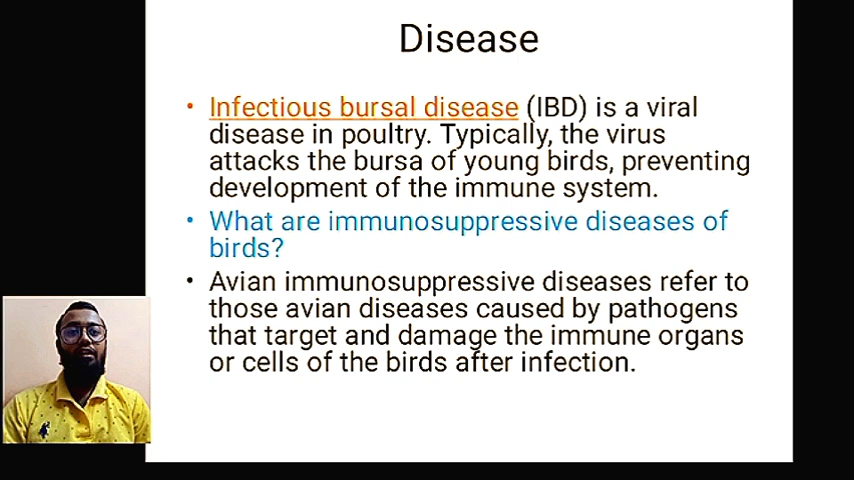 Disease
• Infectious bursal disease (IBD) is a viral
disease in poultry. Typically, the virus
attacks the bursa of young birds, preventing
development of the immune system.
• What are immunosuppressive diseases of
birds?
• Avian immunosuppressive diseases refer to
those avian diseases caused by pathogens
that target and damage the immune organs
or cells of the birds after infection.